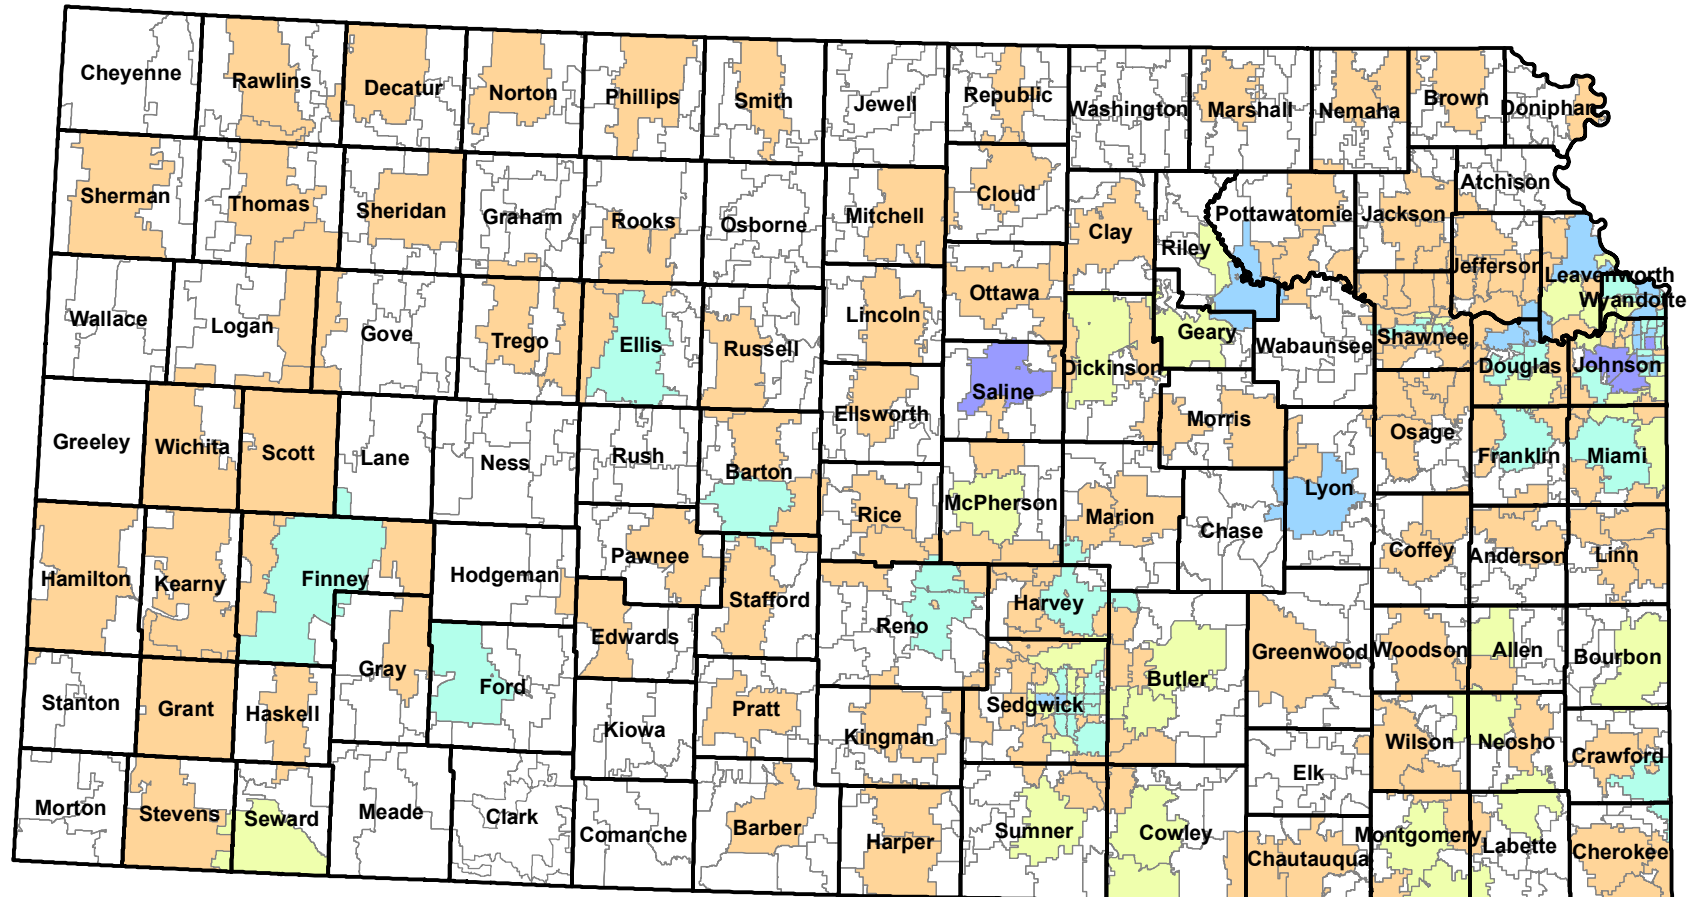 Cheyenne
Rawlins
Decatur
Norton
Phillips
Smith
Jewell
Republic
Washington
Marshall
Nemaha
Brown
Doniphan
Sherman
Thomas
Sheridan
Graham
Rooks
Osborne
Mitchell
Cloud
Clay
Riley
Pottawatomie
Jackson
Atchison
Jefferson
Leavenworth
Wyandotte
Wallace
Logan
Gove
Trego
Ellis
Russell
Lincoln
Ottawa
Saline
Dickinson
Geary
Wabaunsee
Shawnee
Douglas
Johnson
Greeley
Wichita
Scott
Lane
Ness
Rush
Barton
Ellsworth
Rice
McPherson
Marion
Morris
Chase
Lyon
Osage
Franklin
Miami
Hamilton
Kearny
Finney
Hodgeman
Pawnee
Stafford
Edwards
Reno
Harvey
Coffey
Anderson
Linn
Stanton
Grant
Haskell
Gray
Ford
Kiowa
Pratt
Kingman
Sedgwick
Butler
Greenwood
Woodson
Allen
Bourbon
Wilson
Neosho
Crawford
Morton
Stevens
Seward
Meade
Clark
Comanche
Barber
Harper
Sumner
Cowley
Elk
Chautauqua
Montgomery
Labette
Cherokee